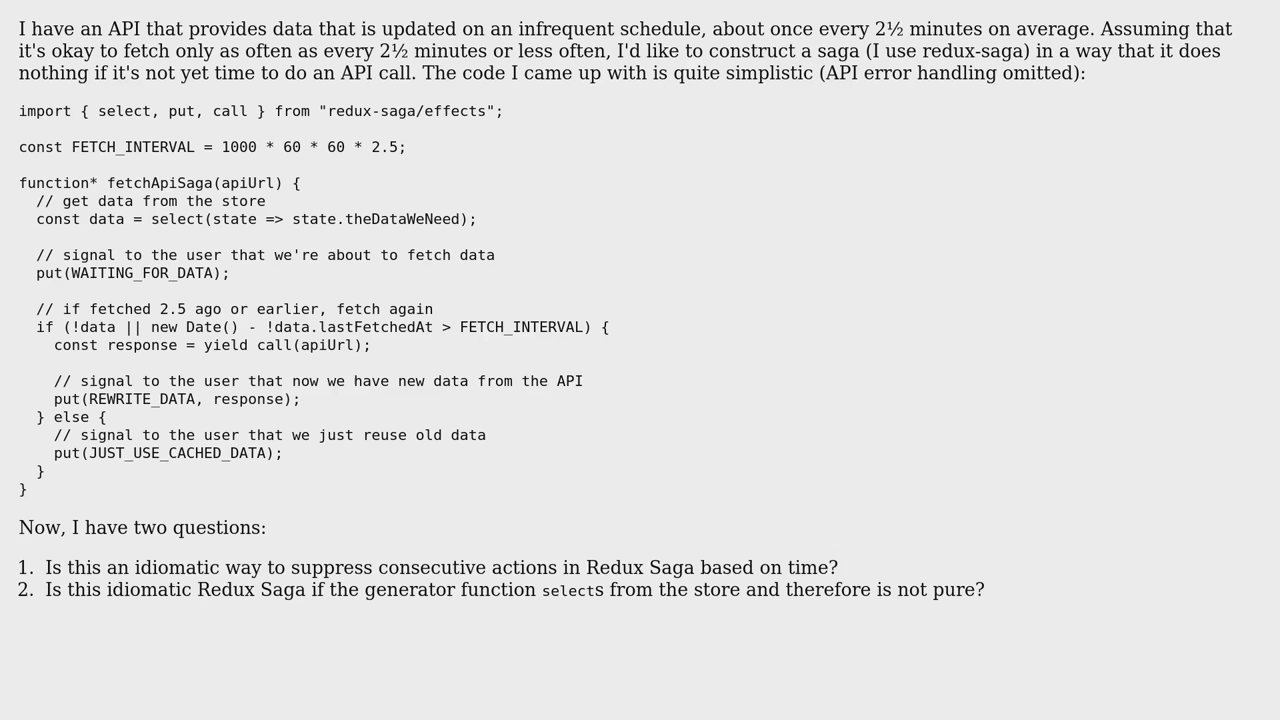 I have an API that provides data that is updated on an infrequent schedule, about once every 2½ minutes on average. Assuming that
it's okay to fetch only as often as every 2½ minutes or less often, I'd like to construct a saga (I use redux-saga) in a way that it does
nothing if it's not yet time to do an API call. The code I came up with is quite simplistic (API error handling omitted):
import { select, put, call } from "redux-saga/effects";
const FETCH_INTERVAL = 1000 * 60 * 60 * 2.5;
function* fetchApiSaga(apiUrl) {
  // get data from the store
  const data = select(state => state.theDataWeNeed);
  // signal to the user that we're about to fetch data
  put(WAITING_FOR_DATA);
  // if fetched 2.5 ago or earlier, fetch again
  if (!data || new Date() - !data.lastFetchedAt > FETCH_INTERVAL) {
    const response = yield call(apiUrl);
    // signal to the user that now we have new data from the API
    put(REWRITE_DATA, response);
  } else {
    // signal to the user that we just reuse old data
    put(JUST_USE_CACHED_DATA);
  }
}
Now, I have two questions:
1. Is this an idiomatic way to suppress consecutive actions in Redux Saga based on time?
2. Is this idiomatic Redux Saga if the generator function selects from the store and therefore is not pure?